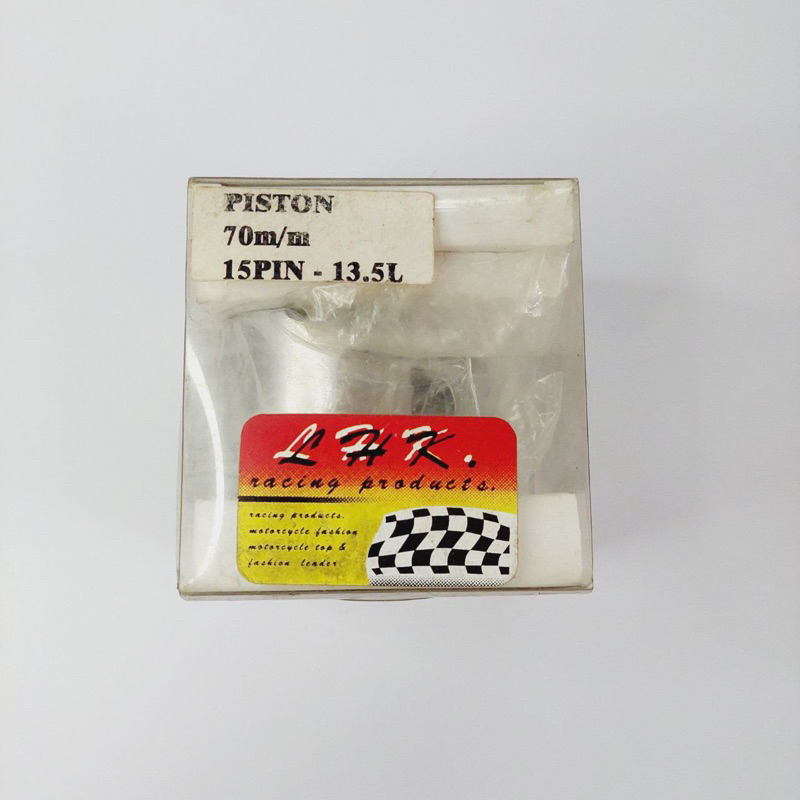 PISTON
70m/m
15PIN - 13.5L
LHK.
racing products.
racing products.
motorcycle fashion
motorcycle top &
fashion leader